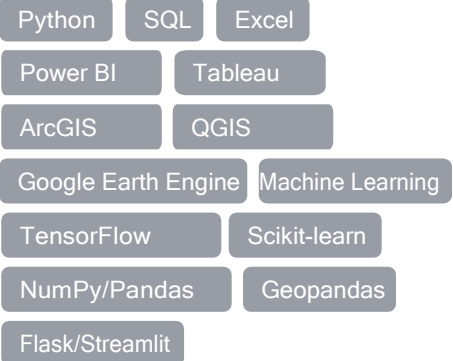 Python SQL Excel
Power BI Tableau
ArcGIS QGIS
Google Earth Engine Machine Learning
TensorFlow Scikit-learn
NumPy/Pandas Geopandas
Flask/Streamlit